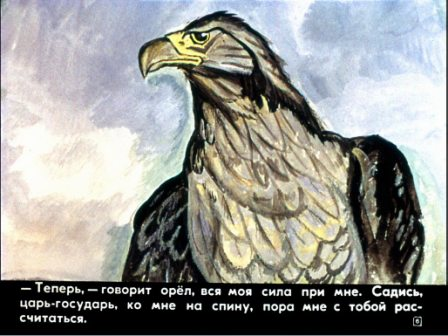 — Теперь, — говорит орёл, вся моя сила при мне. Садись,
царь-государь, ко мне на спину, пора мне с тобой рас-
считаться.
6